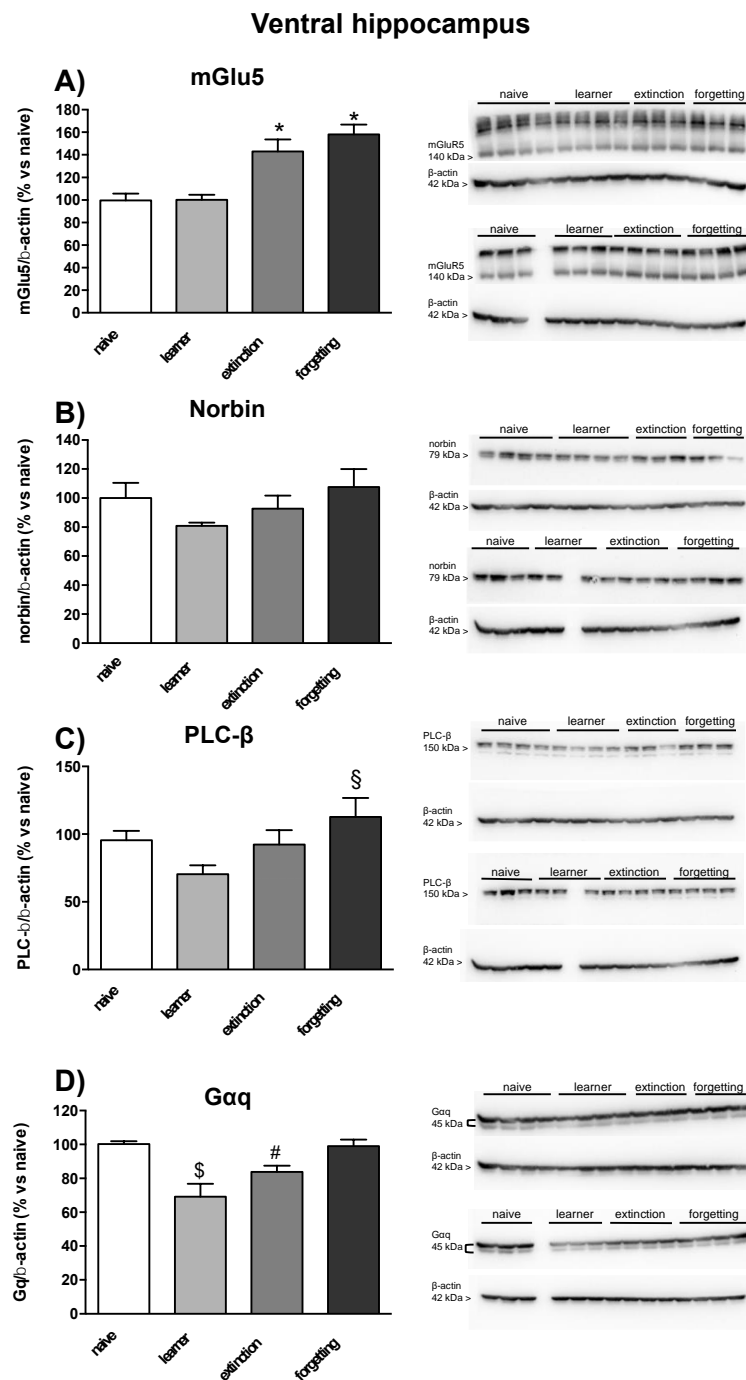 Ventral hippocampus
A)
mGlu5
mGlu5/b-actin (% vs naive)
180
160
140
120
100
80
60
40
20
0
*
*
naive
learner
extinction
forgetting
naive learner extinction forgetting
mGluR5
140 kDa >
β-actin
42 kDa >
naive learner extinction forgetting
mGluR5
140 kDa >
β-actin
42 kDa >
B)
Norbin
norbin/b-actin (% vs naive)
140
120
100
80
60
40
20
0
naive
learner
extinction
forgetting
naive learner extinction forgetting
norbin
79 kDa >
β-actin
42 kDa >
naive learner extinction forgetting
norbin
79 kDa >
β-actin
42 kDa >
C)
PLC-β
PLC-b/b-actin (% vs naive)
150
100
50
0
§
naive
learner
extinction
forgetting
naive learner extinction forgetting
PLC-β
150 kDa >
β-actin
42 kDa >
naive learner extinction forgetting
PLC-β
150 kDa >
β-actin
42 kDa >
D)
Gαq
Gq/b-actin (% vs naive)
120
100
80
60
40
20
0
$
#
naive
learner
extinction
forgetting
naive learner extinction forgetting
Gαq
45 kDa
β-actin
42 kDa >
naive learner extinction forgetting
Gαq
45 kDa
β-actin
42 kDa >